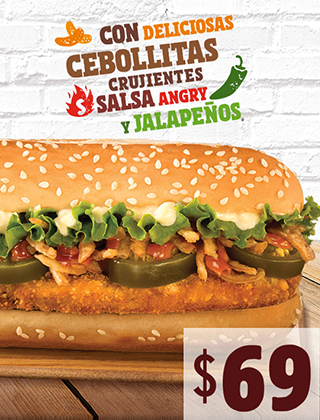 CON DELICIOSAS
CEBOLLITAS
CRUJIENTES
SALSA ANGRY
Y JALAPEÑOS
$69